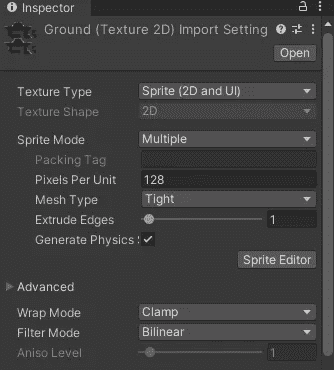 Inspector
Ground (Texture 2D) Import Setting
Open
Texture Type Sprite (2D and UI)
Texture Shape 2D
Sprite Mode Multiple
Packing Tag
Pixels Per Unit 128
Mesh Type Tight
Extrude Edges 1
Generate Physics S
Sprite Editor
Advanced
Wrap Mode Clamp
Filter Mode Bilinear
Aniso Level 1